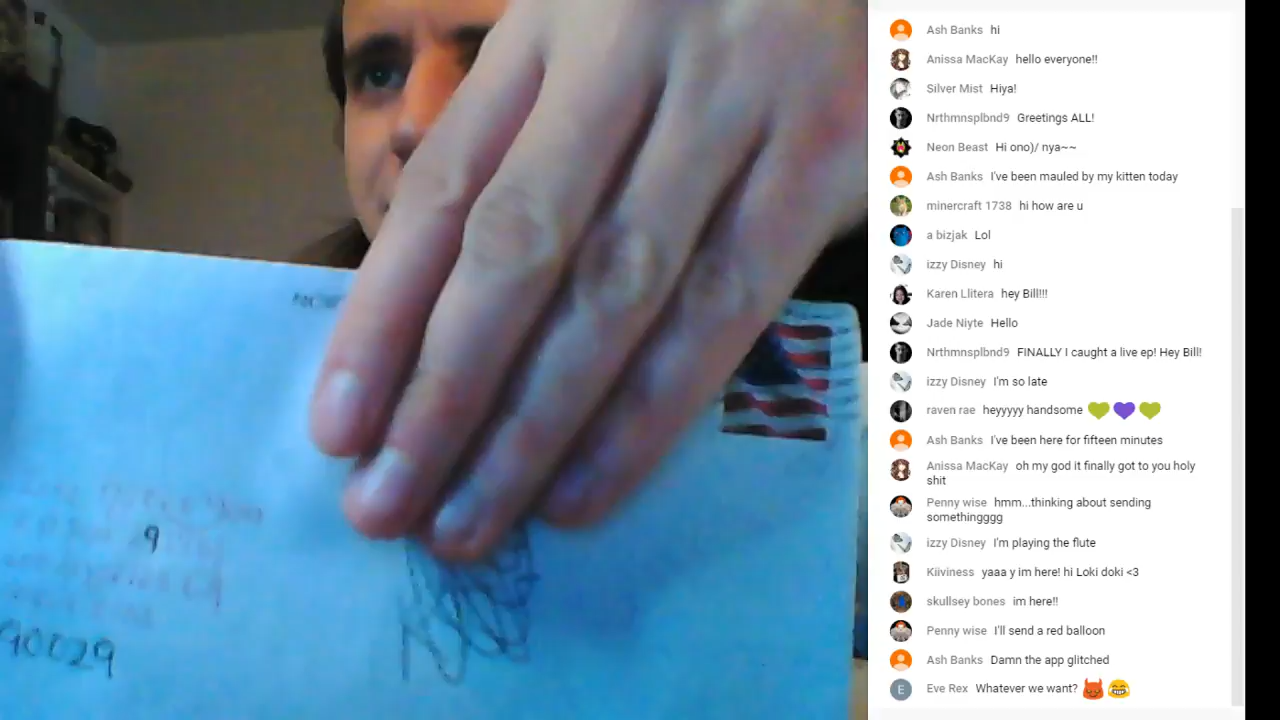 9
90029
Ash Banks hi
Anissa MacKay hello everyone!!
Silver Mist Hiya!
Nrthmnsplbnd9 Greetings ALL!
Neon Beast Hi ono)/ nya~~
Ash Banks I've been mauled by my kitten today
minercraft 1738 hi how are u
a bizjak Lol
izzy Disney hi
Karen Llitera hey Bill!!!
Jade Niyte Hello
Nrthmnsplbnd9 FINALLY I caught a live ep! Hey Bill!
izzy Disney I'm so late
raven rae heyyyyy handsome
Ash Banks I've been here for fifteen minutes
Anissa MacKay oh my god it finally got to you holy
shit
Penny wise hmm...thinking about sending
somethingggg
izzy Disney I'm playing the flute
Kiiviness yaaa y im here! hi Loki doki <3
skullsey bones im here!!
Penny wise I'll send a red balloon
Ash Banks Damn the app glitched
E
Eve Rex Whatever we want?